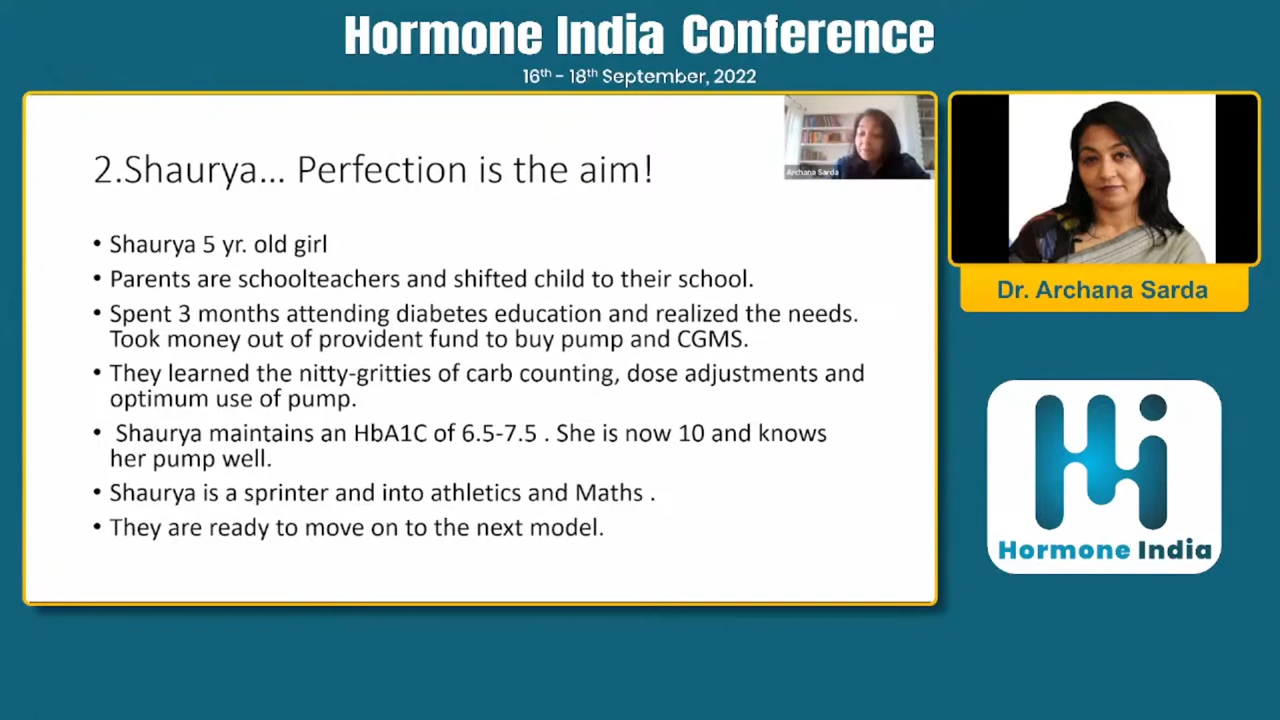 Hormone India Conference
16th - 18th September, 2022
2.Shaurya... Perfection is the aim!
Archana Sarda
• Shaurya 5 yr. old girl
• Parents are schoolteachers and shifted child to their school.
• Spent 3 months attending diabetes education and realized the needs.
Took money out of provident fund to buy pump and CGMS.
• They learned the nitty-gritties of carb counting, dose adjustments and
optimum use of pump.
• Shaurya maintains an HbA1C of 6.5-7.5 . She is now 10 and knows
her pump well.
• Shaurya is a sprinter and into athletics and Maths .
• They are ready to move on to the next model.
Dr. Archana Sarda
Hi
Hormone India